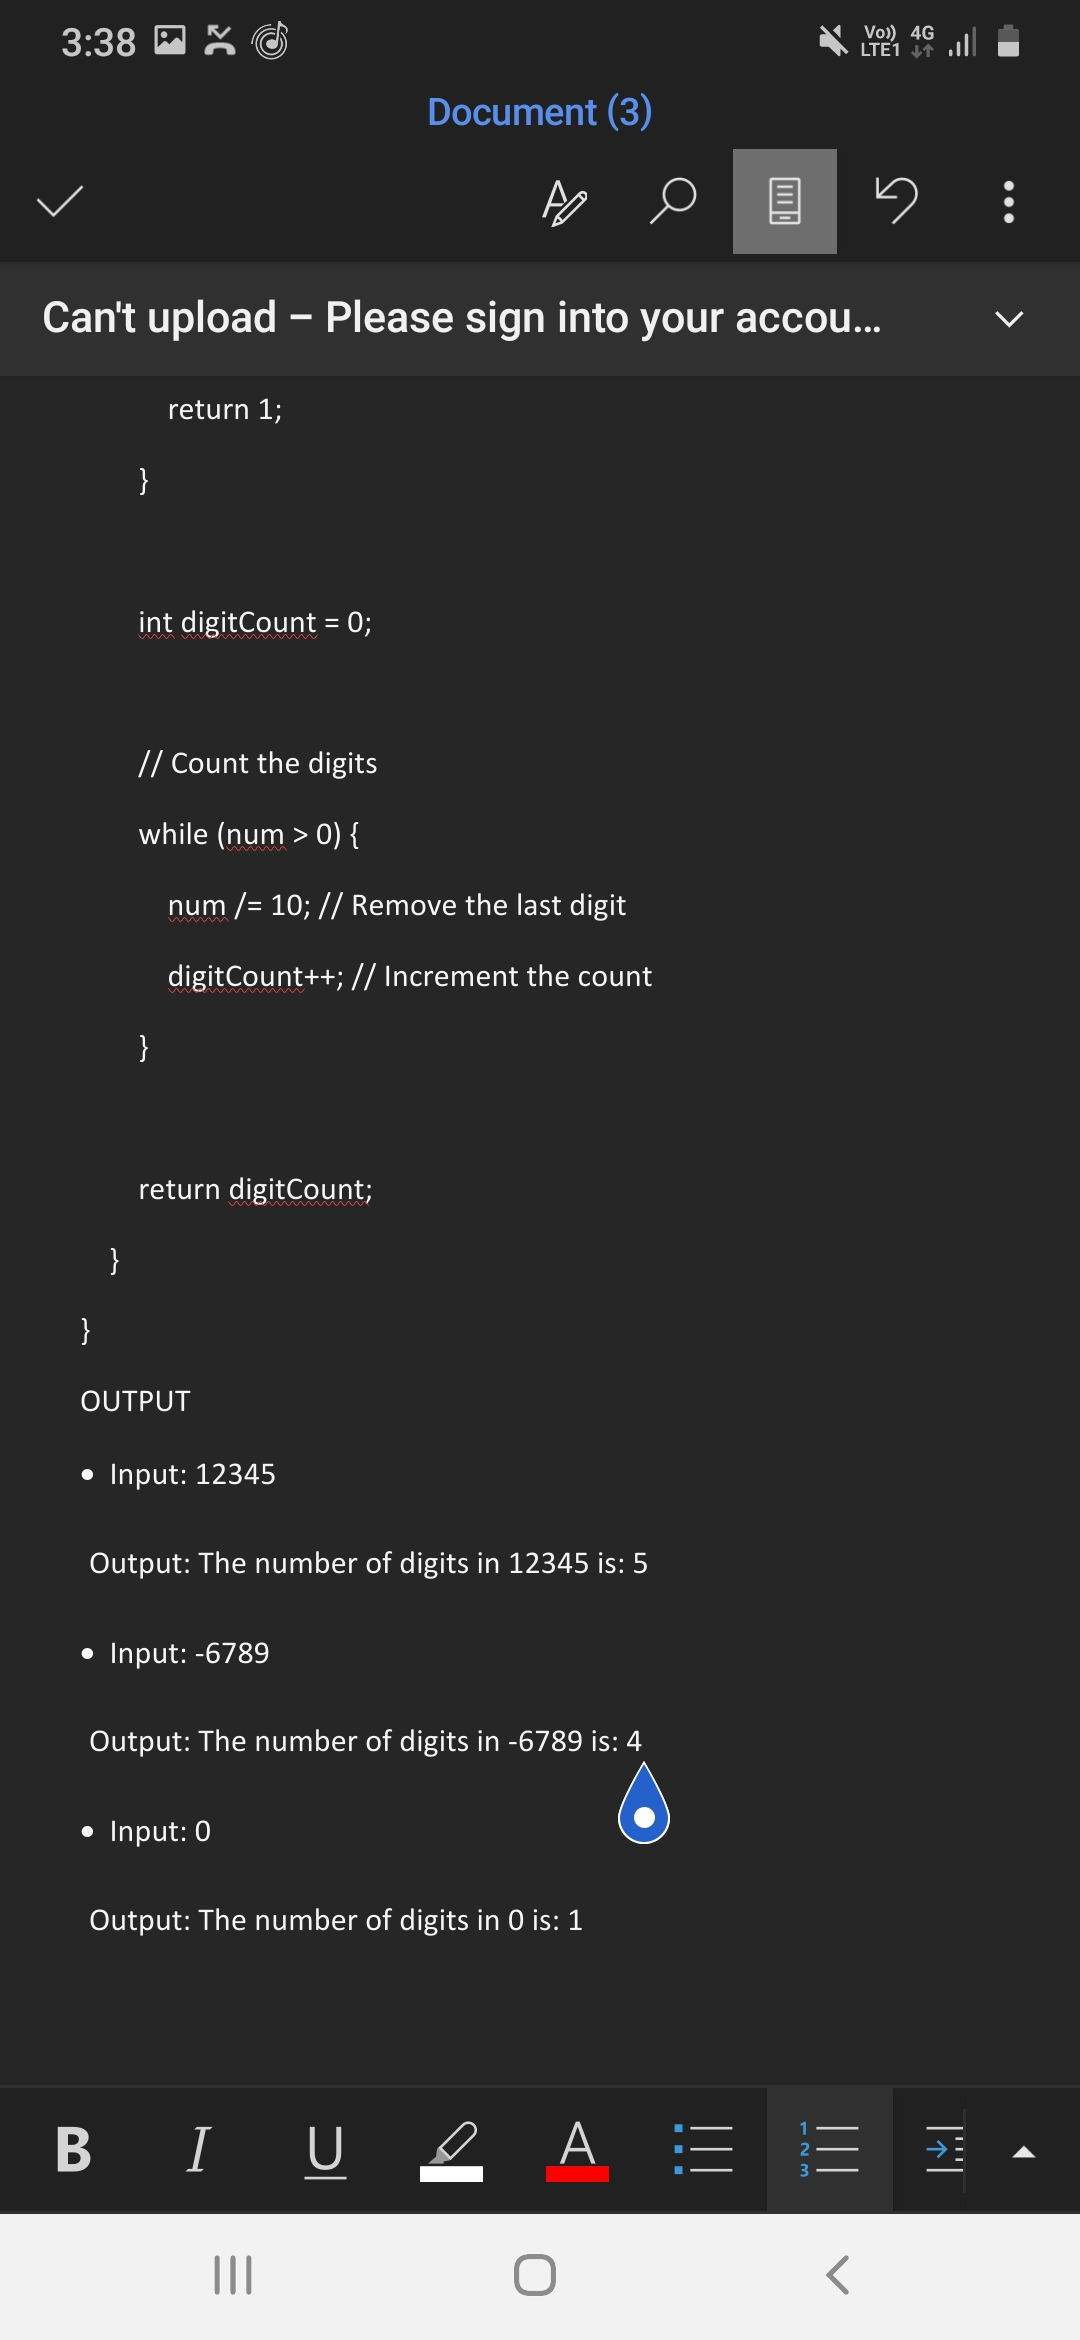 3:38
Vo)) 4G
LTE1
Document (3)
Can't upload – Please sign into your accou...
return 1;
}
int digitCount = 0;
// Count the digits
while (num > 0) {
num /= 10; // Remove the last digit
digitCount++; // Increment the count
}
return digitCount;
}
}
OUTPUT
• Input: 12345
Output: The number of digits in 12345 is: 5
• Input: -6789
Output: The number of digits in -6789 is: 4
• Input: 0
Output: The number of digits in 0 is: 1
B I U A 1 2 3